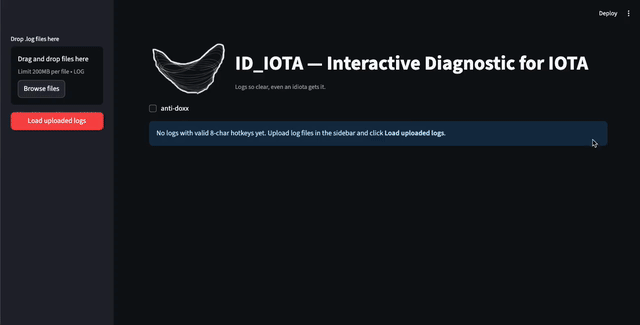 Deploy
Drop .log files here
Drag and drop files here
Limit 200MB per file • LOG
Browse files
Load uploaded logs
ID_IOTA — Interactive Diagnostic for IOTA
Logs so clear, even an idiota gets it.
anti-doxx
No logs with valid 8-char hotkeys yet. Upload log files in the sidebar and click Load uploaded logs.